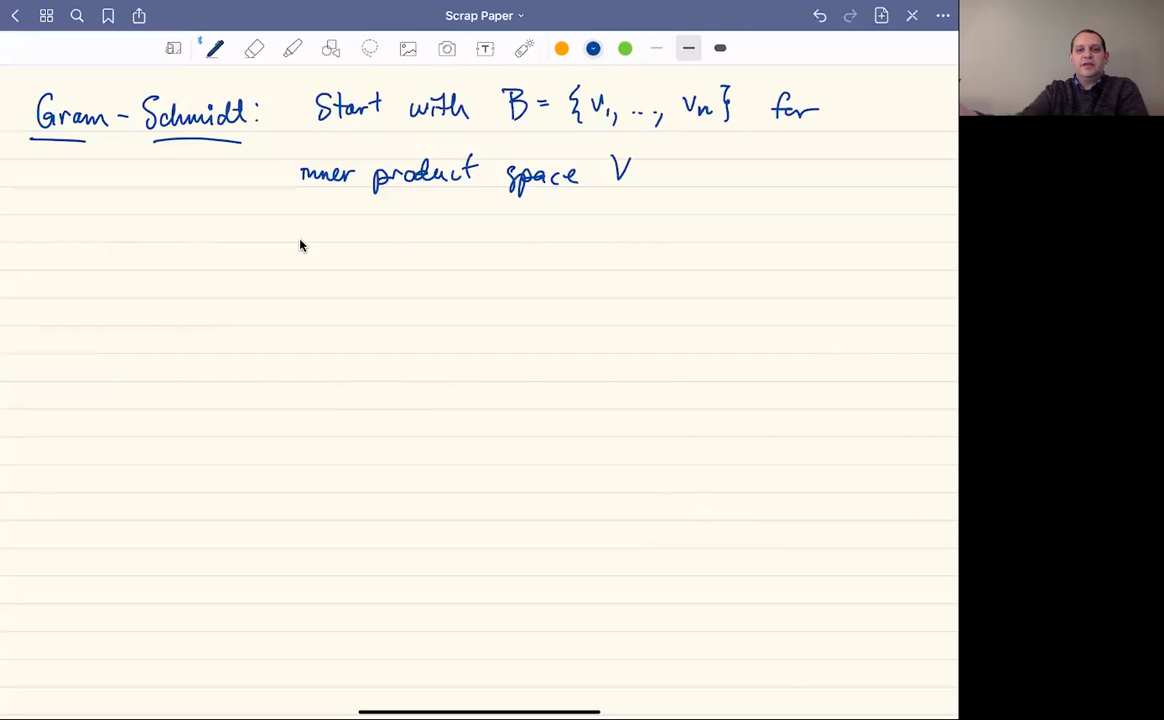 Scrap Paper
Gram-Schmidt: Start with B = {v₁, ..., vₙ} for
inner product space V